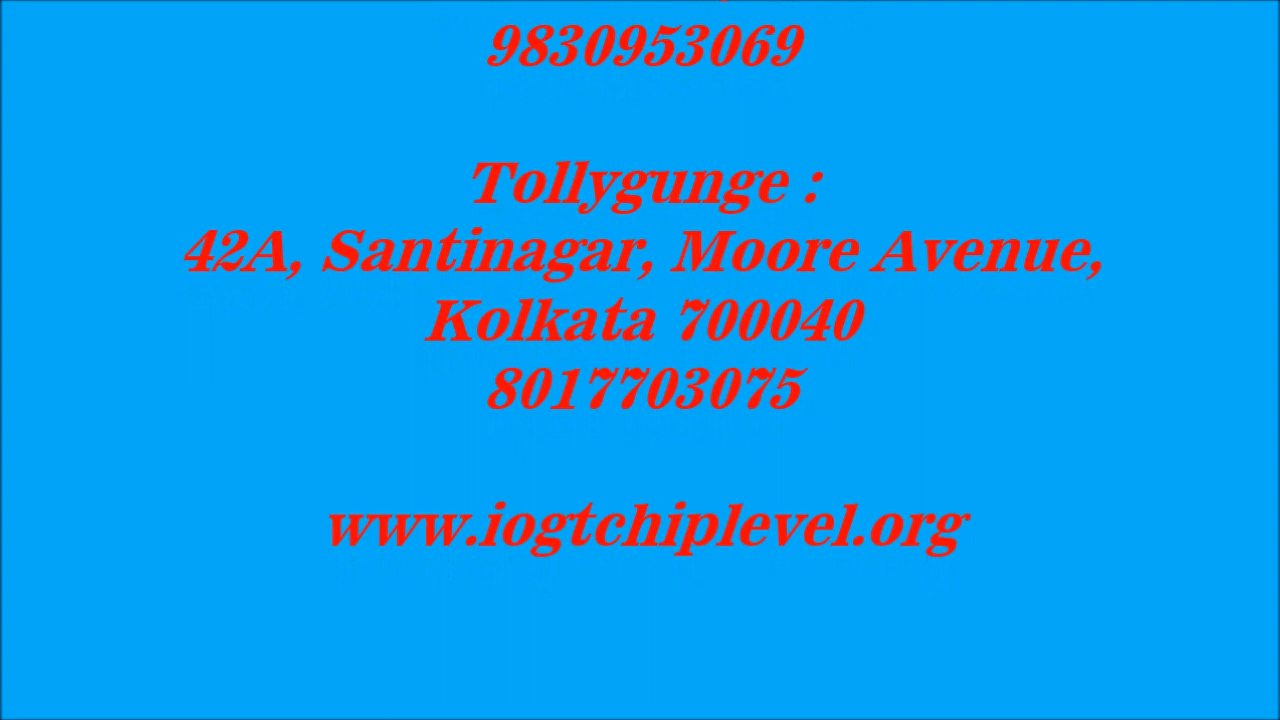 9830953069
Tollygunge :
42A, Santinagar, Moore Avenue,
Kolkata 700040
8017703075
www.iogtchiplevel.org